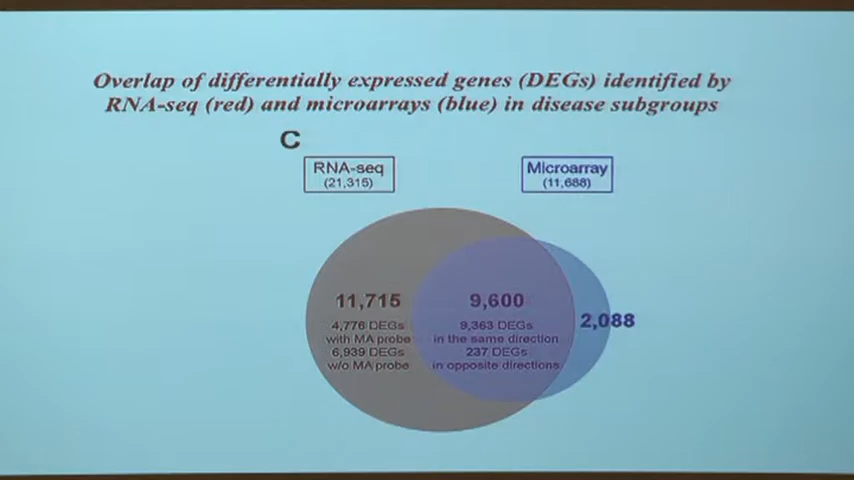 Overlap of differentially expressed genes (DEGs) identified by
RNA-seq (red) and microarrays (blue) in disease subgroups
C
RNA-seq
(21,315)
Microarray
(11,688)
11,715
4,776 DEGs
with MA probe
6,939 DEGs
w/o MA probe
9,600
9,363 DEGs
in the same direction
237 DEGs
in opposite directions
2,088